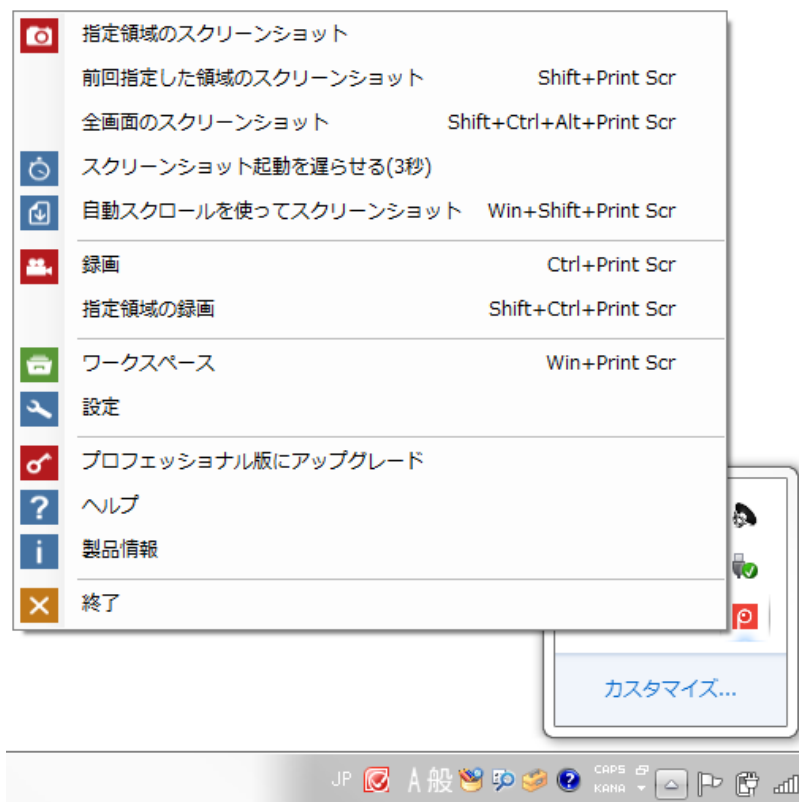 指定領域のスクリーンショット
前回指定した領域のスクリーンショット Shift+Print Scr
全画面のスクリーンショット Shift+Ctrl+Alt+Print Scr
スクリーンショット起動を遅らせる(3秒)
自動スクロールを使ってスクリーンショット Win+Shift+Print Scr
録画 Ctrl+Print Scr
指定領域の録画 Shift+Ctrl+Print Scr
ワークスペース Win+Print Scr
設定
プロフェッショナル版にアップグレード
ヘルプ
製品情報
終了
カスタマイズ...
JP A 般 CAPS
KANA